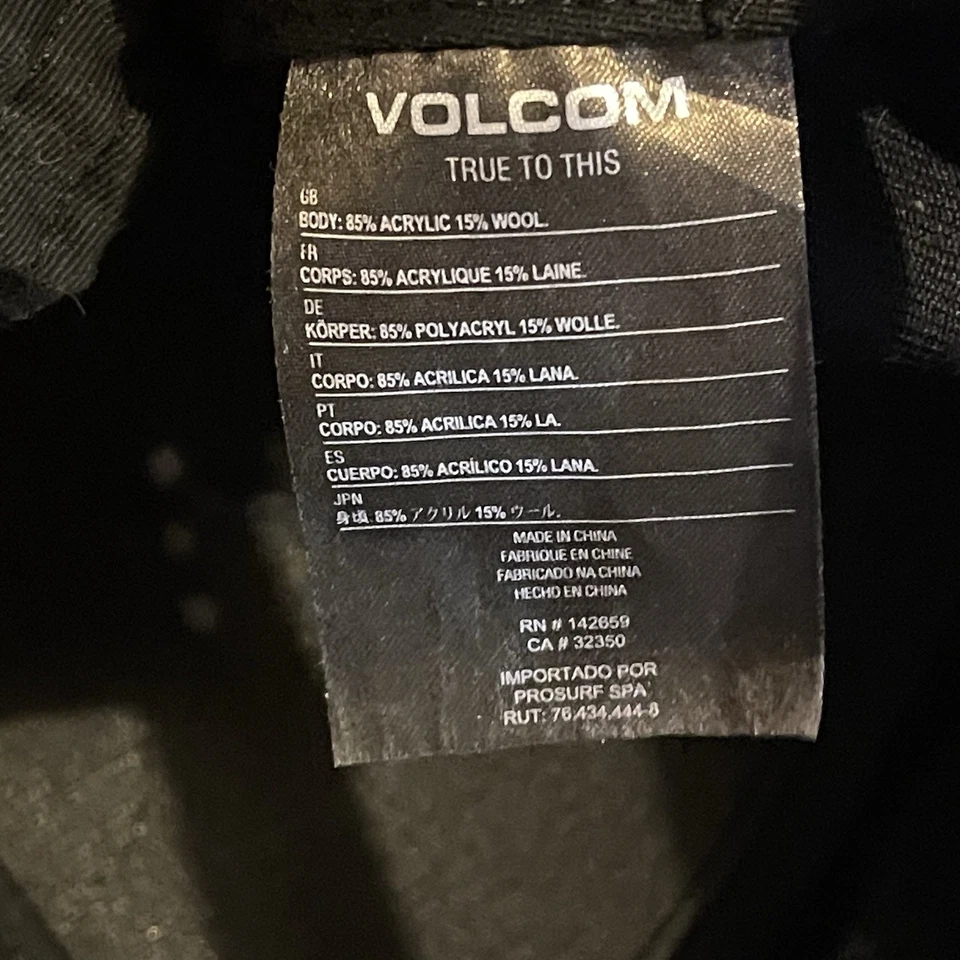 VOLCOM
TRUE TO THIS
GB
BODY: 85% ACRYLIC 15% WOOL.
FR
CORPS: 85% ACRYLIQUE 15% LAINE.
DE
KÖRPER: 85% POLYACRYL 15% WOLLE.
IT
CORPO: 85% ACRILICA 15% LANA.
PT
CORPO: 85% ACRILICA 15% LA.
ES
CUERPO: 85% ACRÍLICO 15% LANA.
JPN
身頃: 85% アクリル 15% ウール.
MADE IN CHINA
FABRIQUE EN CHINE
FABRICADO NA CHINA
HECHO EN CHINA
RN # 142659
CA # 32350
IMPORTADO POR
PROSURF SPA
RUT: 76.434.444-8